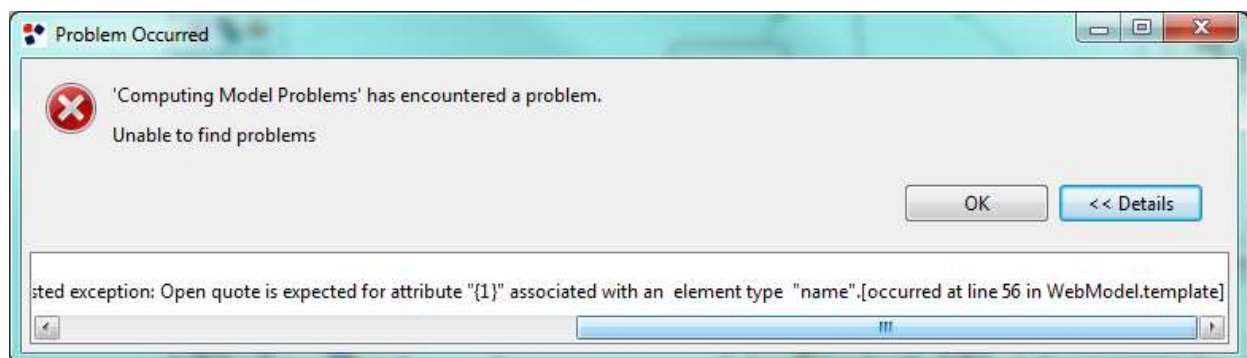 Problem Occurred
'Computing Model Problems' has encountered a problem.
Unable to find problems
OK
<< Details
sted exception: Open quote is expected for attribute "{1}" associated with an  element type  "name".[occurred at line 56 in WebModel.template]